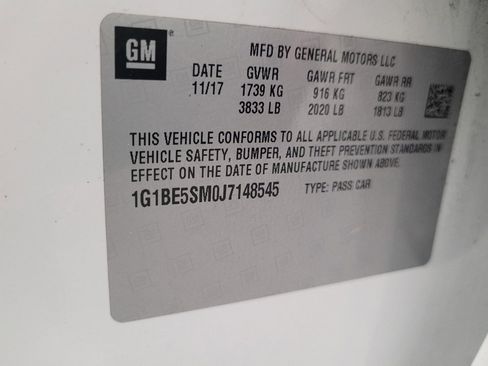 GM
MFD BY GENERAL MOTORS LLC
DATE GVWR GAWR FRT GAWR RR
11/17 1739 KG 916 KG 823 KG
3833 LB 2020 LB 1813 LB
THIS VEHICLE CONFORMS TO ALL APPLICABLE U.S. FEDERAL MOTOR
VEHICLE SAFETY, BUMPER, AND THEFT PREVENTION STANDARDS IN
EFFECT ON THE DATE OF MANUFACTURE SHOWN ABOVE.
1G1BE5SM0J7148545 TYPE: PASS CAR